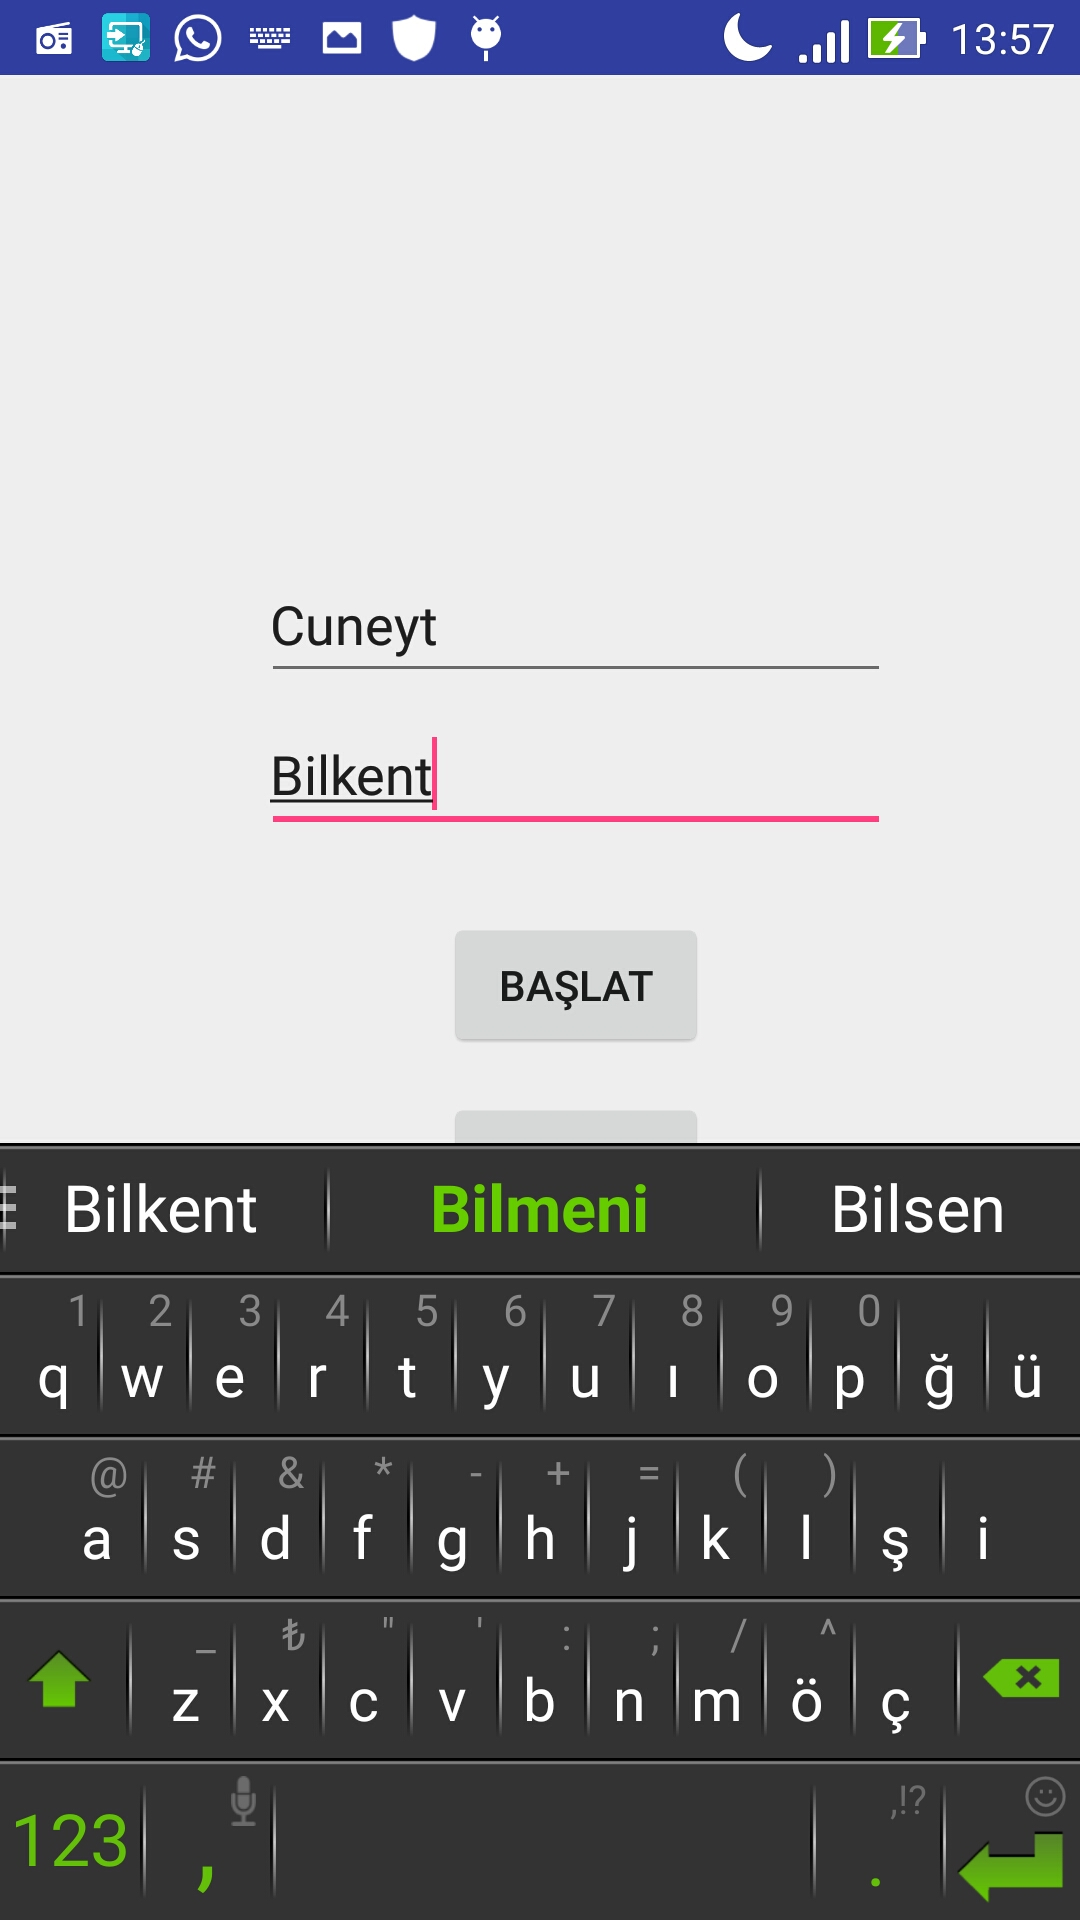 13:57
Cuneyt
Bilkent
BAŞLAT
Bilkent Bilmeni Bilsen
1 2 3 4 5 6 7 8 9 0
q w e r t y u ı o p ğ ü
@ # & * - + = ( )
a s d f g h j k l ş i
_ ₺ " ' : ; / ^
z x c v b n m ö ç
,!?
123 , .